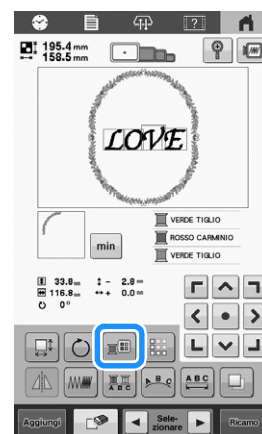 195.4 mm
158.5 mm
LOVE
min
VERDE TIGLIO
ROSSO CARMINIO
VERDE TIGLIO
33.8 mm - 2.8 mm
116.8 mm + 0.0 mm
0°
A B C
A B C
A B C
Aggiungi
Sele-
zionare
Ricamo